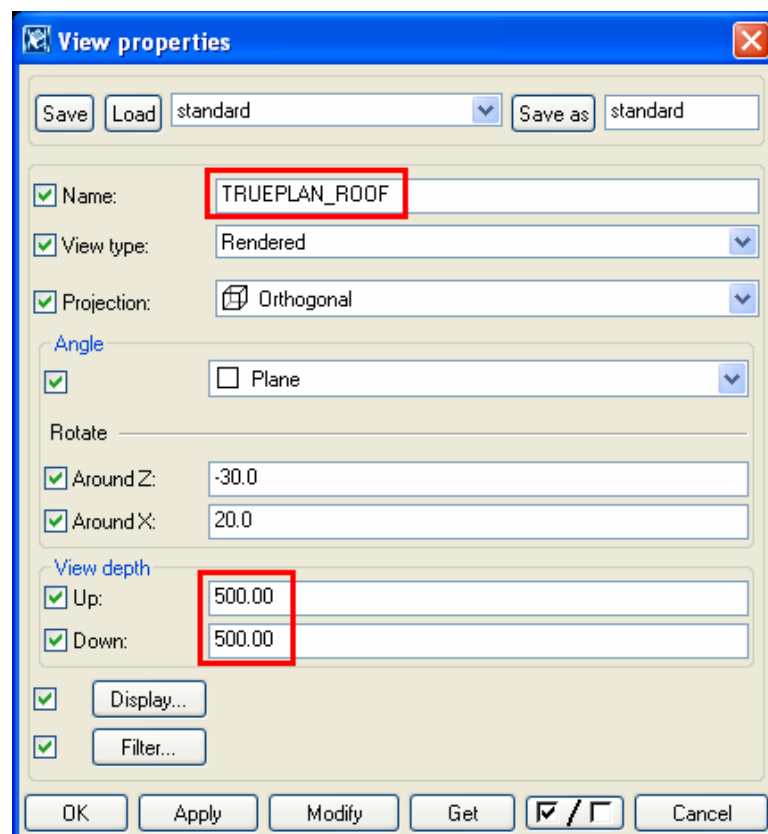 View properties
Save Load standard Save as standard
Name: TRUEPLAN_ROOF
View type: Rendered
Projection: Orthogonal
Angle
Plane
Rotate
Around Z: -30.0
Around X: 20.0
View depth
Up: 500.00
Down: 500.00
Display...
Filter...
OK Apply Modify Get / Cancel